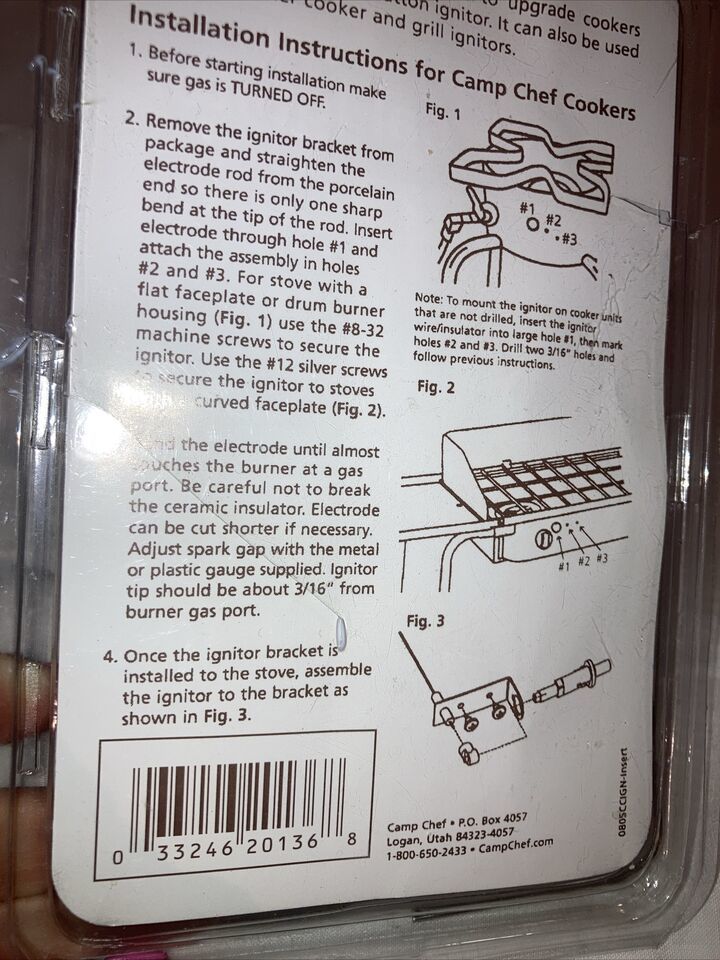 upgrade cookers
button ignitor. It can also be used
cooker and grill ignitors.
Installation Instructions for Camp Chef Cookers
1. Before starting installation make
sure gas is TURNED OFF.
2. Remove the ignitor bracket from
package and straighten the
electrode rod from the porcelain
end so there is only one sharp
bend at the tip of the rod. Insert
electrode through hole #1 and
attach the assembly in holes
#2 and #3. For stove with a
flat faceplate or drum burner
housing (Fig. 1) use the #8-32
machine screws to secure the
ignitor. Use the #12 silver screws
to secure the ignitor to stoves
curved faceplate (Fig. 2).
the electrode until almost
touches the burner at a gas
port. Be careful not to break
the ceramic insulator. Electrode
can be cut shorter if necessary.
Adjust spark gap with the metal
or plastic gauge supplied. Ignitor
tip should be about 3/16" from
burner gas port.
4. Once the ignitor bracket is
installed to the stove, assemble
the ignitor to the bracket as
shown in Fig. 3.
0 33246 20136 8
Fig. 1
#1 #2
#3
Note: To mount the ignitor on cooker units
that are not drilled, insert the ignitor
wire/insulator into large hole #1, then mark
holes #2 and #3. Drill two 3/16" holes and
follow previous instructions.
Fig. 2
#1 #2 #3
Fig. 3
Camp Chef • P.O. Box 4057
Logan, Utah 84323-4057
1-800-650-2433 • CampChef.com
0805CCIGN-Insert